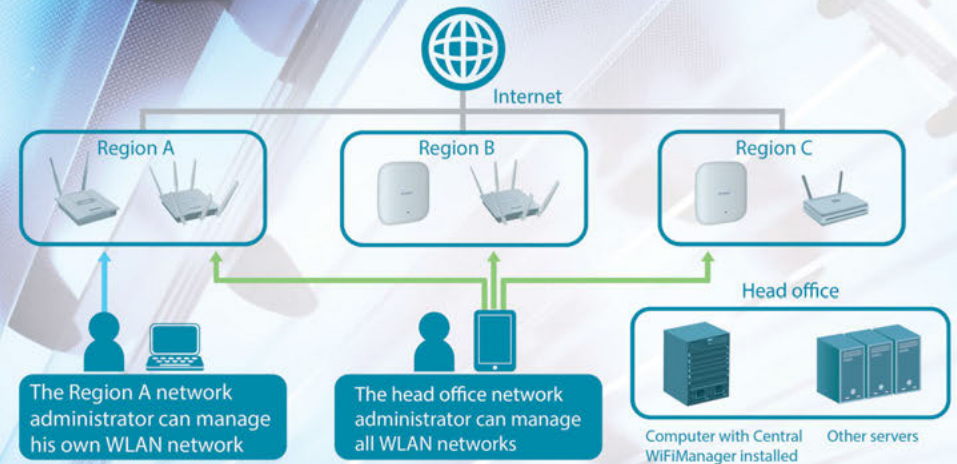 Internet
Region A
Region B
Region C
Head office
The Region A network
administrator can manage
his own WLAN network
The head office network
administrator can manage
all WLAN networks
Computer with Central
WiFiManager installed
Other servers